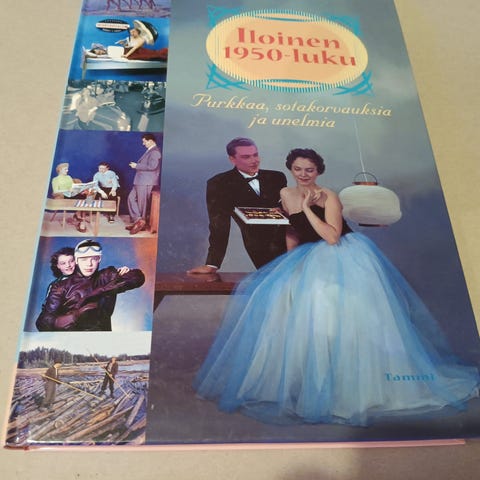 Iloinen
1950-luku
Purkkaa, sotakorvauksia
ja unelmia
Tammi